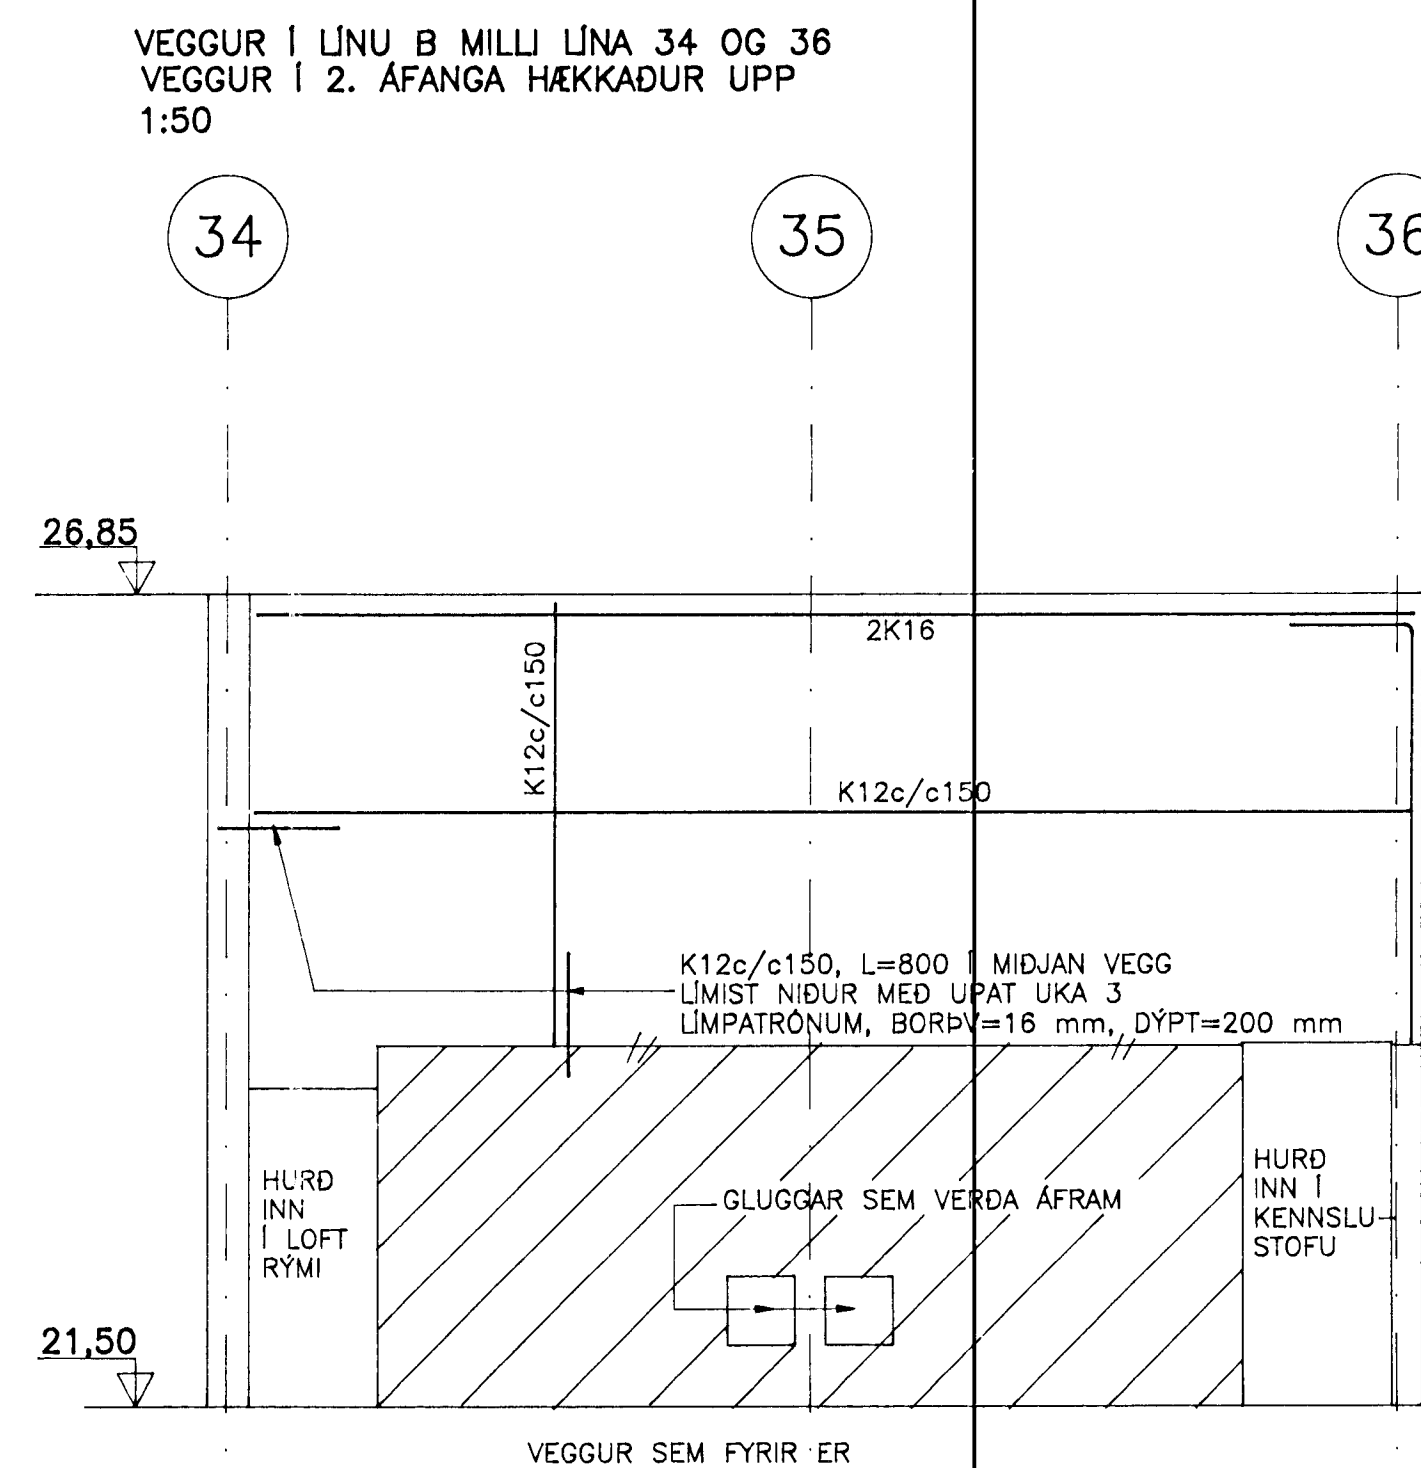 VEGGUR Í LÍNU B MILLI LÍNA 34 OG 36
VEGGUR Í 2. ÁFANGA HÆKKAÐUR UPP
1:50
34
35
36
26,85
2K16
K12c/c150
K12c/c150
K12c/c150, L=800 Í MIÐJAN VEGG
LÍMIST NIÐUR MEÐ UPAT UKA 3
LÍMPATRÓNUM, BORÞV=16 mm, DÝPT=200 mm
HURÐ
INN
Í LOFT
RÝMI
GLUGGAR SEM VERÐA ÁFRAM
HURÐ
INN Í
KENNSLU
STOFU
21,50
VEGGUR SEM FYRIR ER